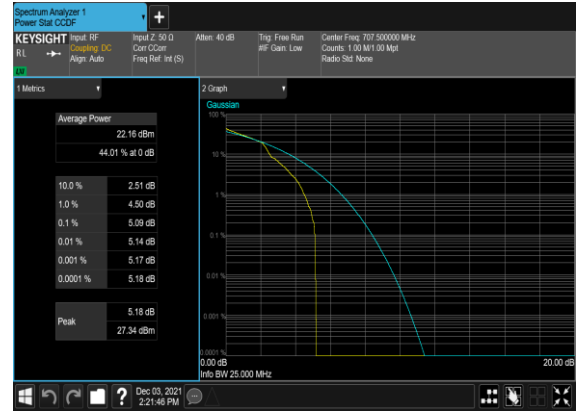 Spectrum Analyzer 1
Power Stat CCDF
KEYSIGHT
RL
Input: RF
Coupling: DC
Align: Auto
Input Z: 50 Ω
Corr CCorr
Freq Ref: Int (S)
Atten: 40 dB
Trig: Free Run
#IF Gain: Low
Center Freq: 707.500000 MHz
Counts: 1.00 M/1.00 Mpt
Radio Std: None
1 Metrics
Average Power
22.16 dBm
44.01 % at 0 dB
10.0 % 2.51 dB
1.0 % 4.50 dB
0.1 % 5.09 dB
0.01 % 5.14 dB
0.001 % 5.17 dB
0.0001 % 5.18 dB
Peak
5.18 dB
27.34 dBm
2 Graph
Gaussian
100 %
10 %
1 %
0.1 %
0.01 %
0.001 %
0.0001 %
0.00 dB 20.00 dB
Info BW 25.000 MHz
? Dec 03, 2021
2:21:46 PM